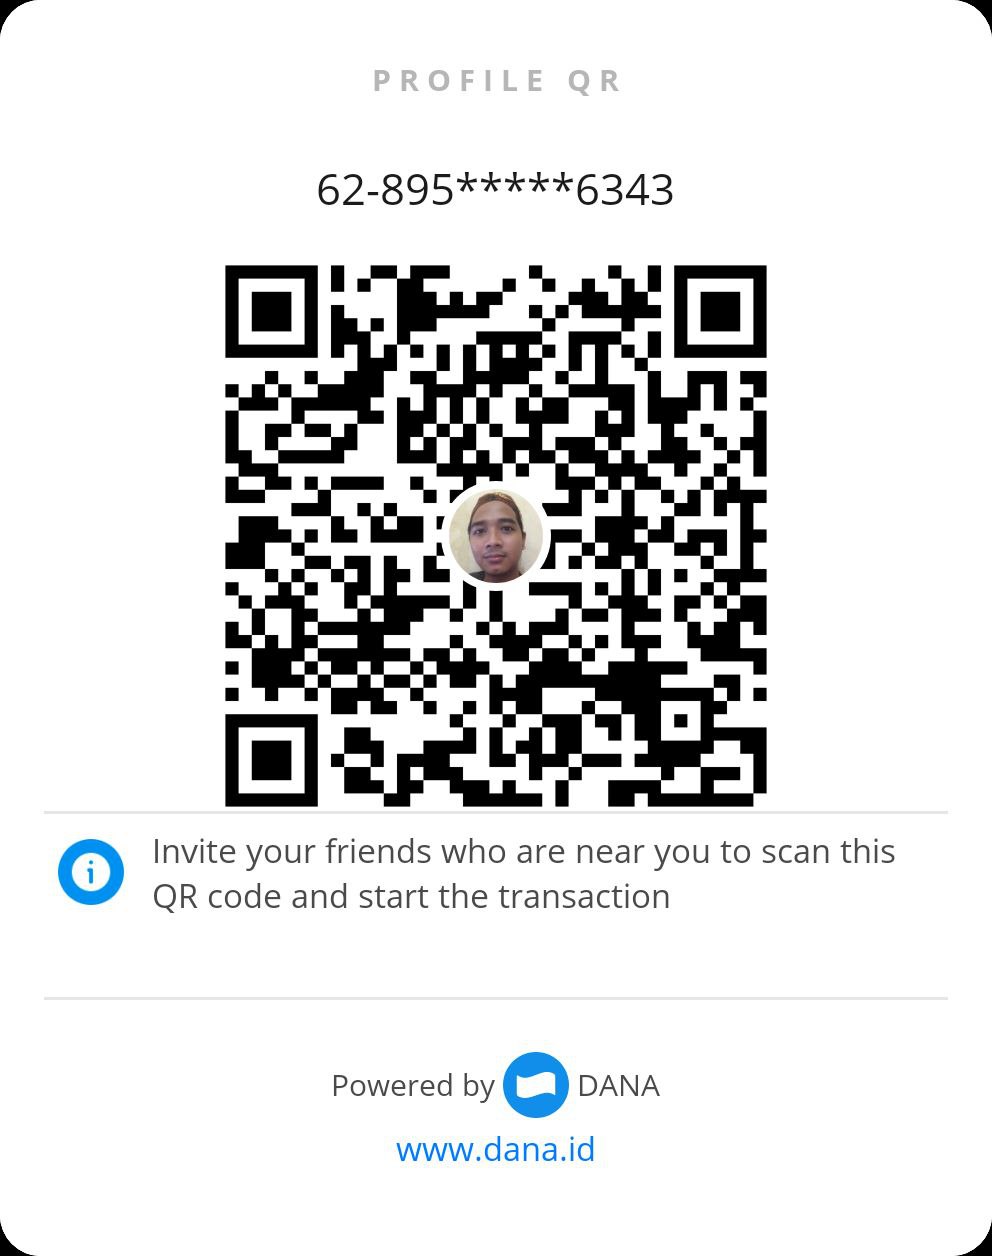 PROFILE QR
62-895*****6343
Invite your friends who are near you to scan this
QR code and start the transaction
Powered by DANA
www.dana.id